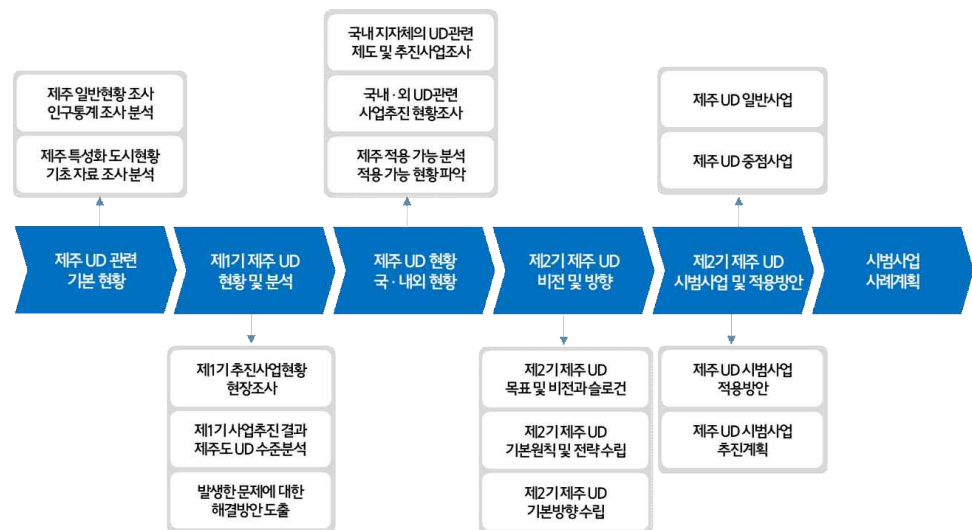 국내 지자체의 UD관련
제도 및 추진사업조사
국내·외 UD관련
사업추진 현황조사
제주 적용 가능 분석
적용 가능 현황 파악
제주 일반현황 조사
인구통계 조사 분석
제주 특성화 도시현황
기초 자료 조사 분석
제주 UD 일반사업
제주 UD 중점사업
제주 UD 관련
기본 현황
제1기 제주 UD
현황 및 분석
제주 UD 현황
국·내외 현황
제2기 제주 UD
비전 및 방향
제2기 제주 UD
시범사업 및 적용방안
시범사업
사례계획
제1기 추진사업현황
현장조사
제1기 사업추진 결과
제주도 UD 수준분석
발생한 문제에 대한
해결방안 도출
제2기 제주 UD
목표 및 비전과 슬로건
제2기 제주 UD
기본원칙 및 전략 수립
제2기 제주 UD
기본방향 수립
제주 UD 시범사업
적용방안
제주 UD 시범사업
추진계획